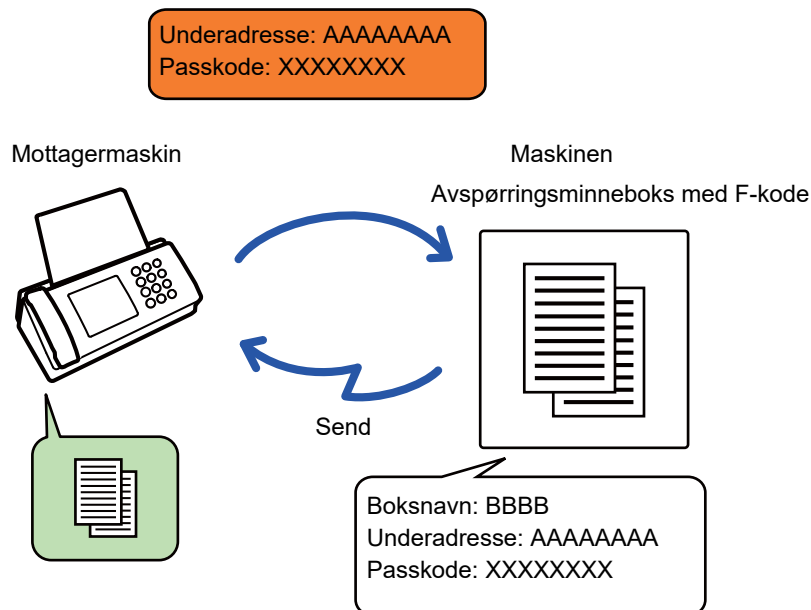 Underadresse: AAAAAAAA
Passkode: XXXXXXXX
Mottagermaskin
Maskinen
Avspørringsminneboks med F-kode
Send
Boksnavn: BBBB
Underadresse: AAAAAAAA
Passkode: XXXXXXXX